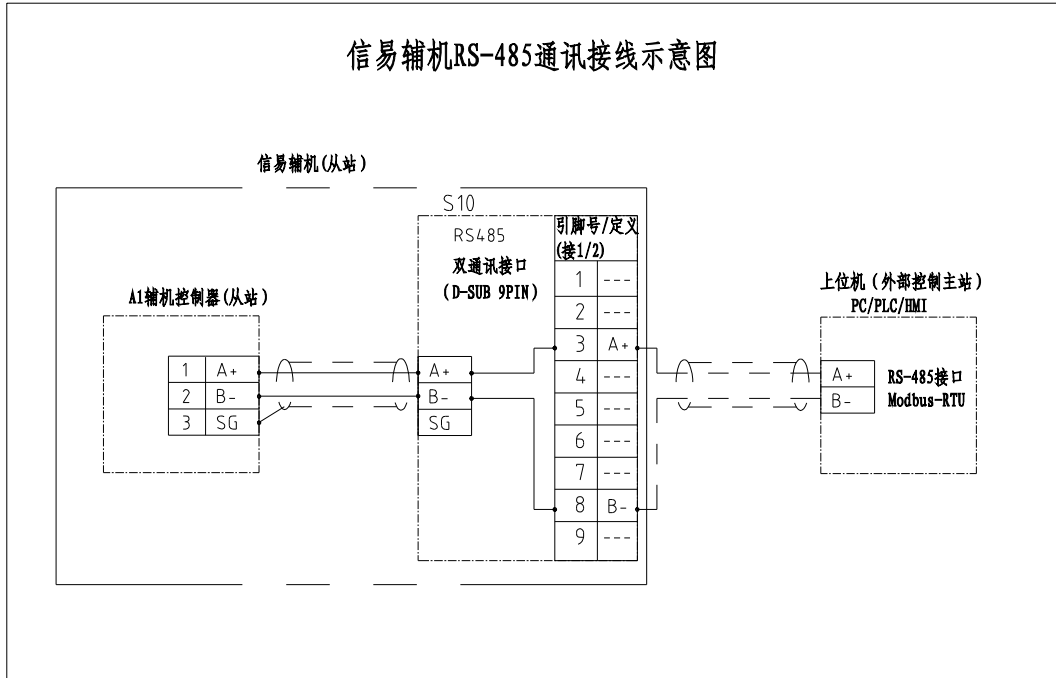 信易辅机RS-485通讯接线示意图
信易辅机(从站)
S10
RS485
双通讯接口
(D-SUB 9PIN)
引脚号/定义
(接1/2)
1 ---
2 ---
3 A+
4 ---
5 ---
6 ---
7 ---
8 B-
9 ---
A1辅机控制器(从站)
1 A+
2 B-
3 SG
A+
B-
SG
上位机(外部控制主站)
PC/PLC/HMI
A+
B-
RS-485接口
Modbus-RTU